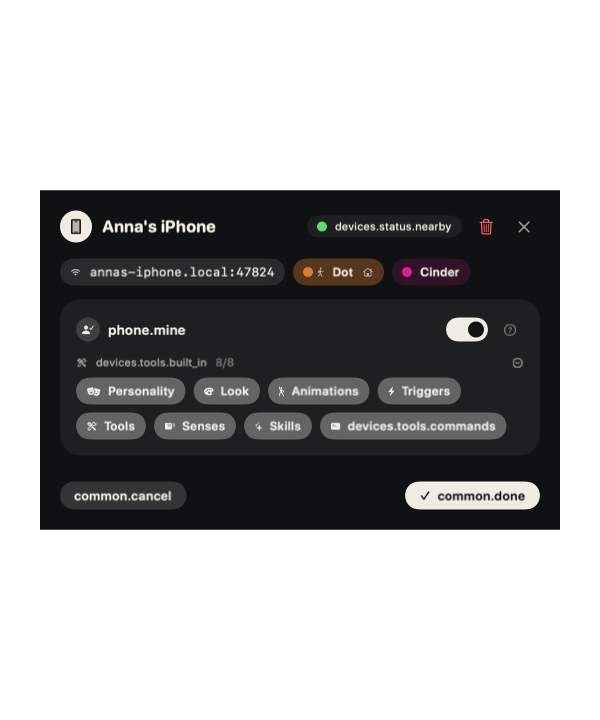 Anna's iPhone devices.status.nearby
annas-iphone.local:47824 Dot Cinder
phone.mine
devices.tools.built_in 8/8
Personality Look Animations Triggers
Tools Senses Skills devices.tools.commands
common.cancel common.done